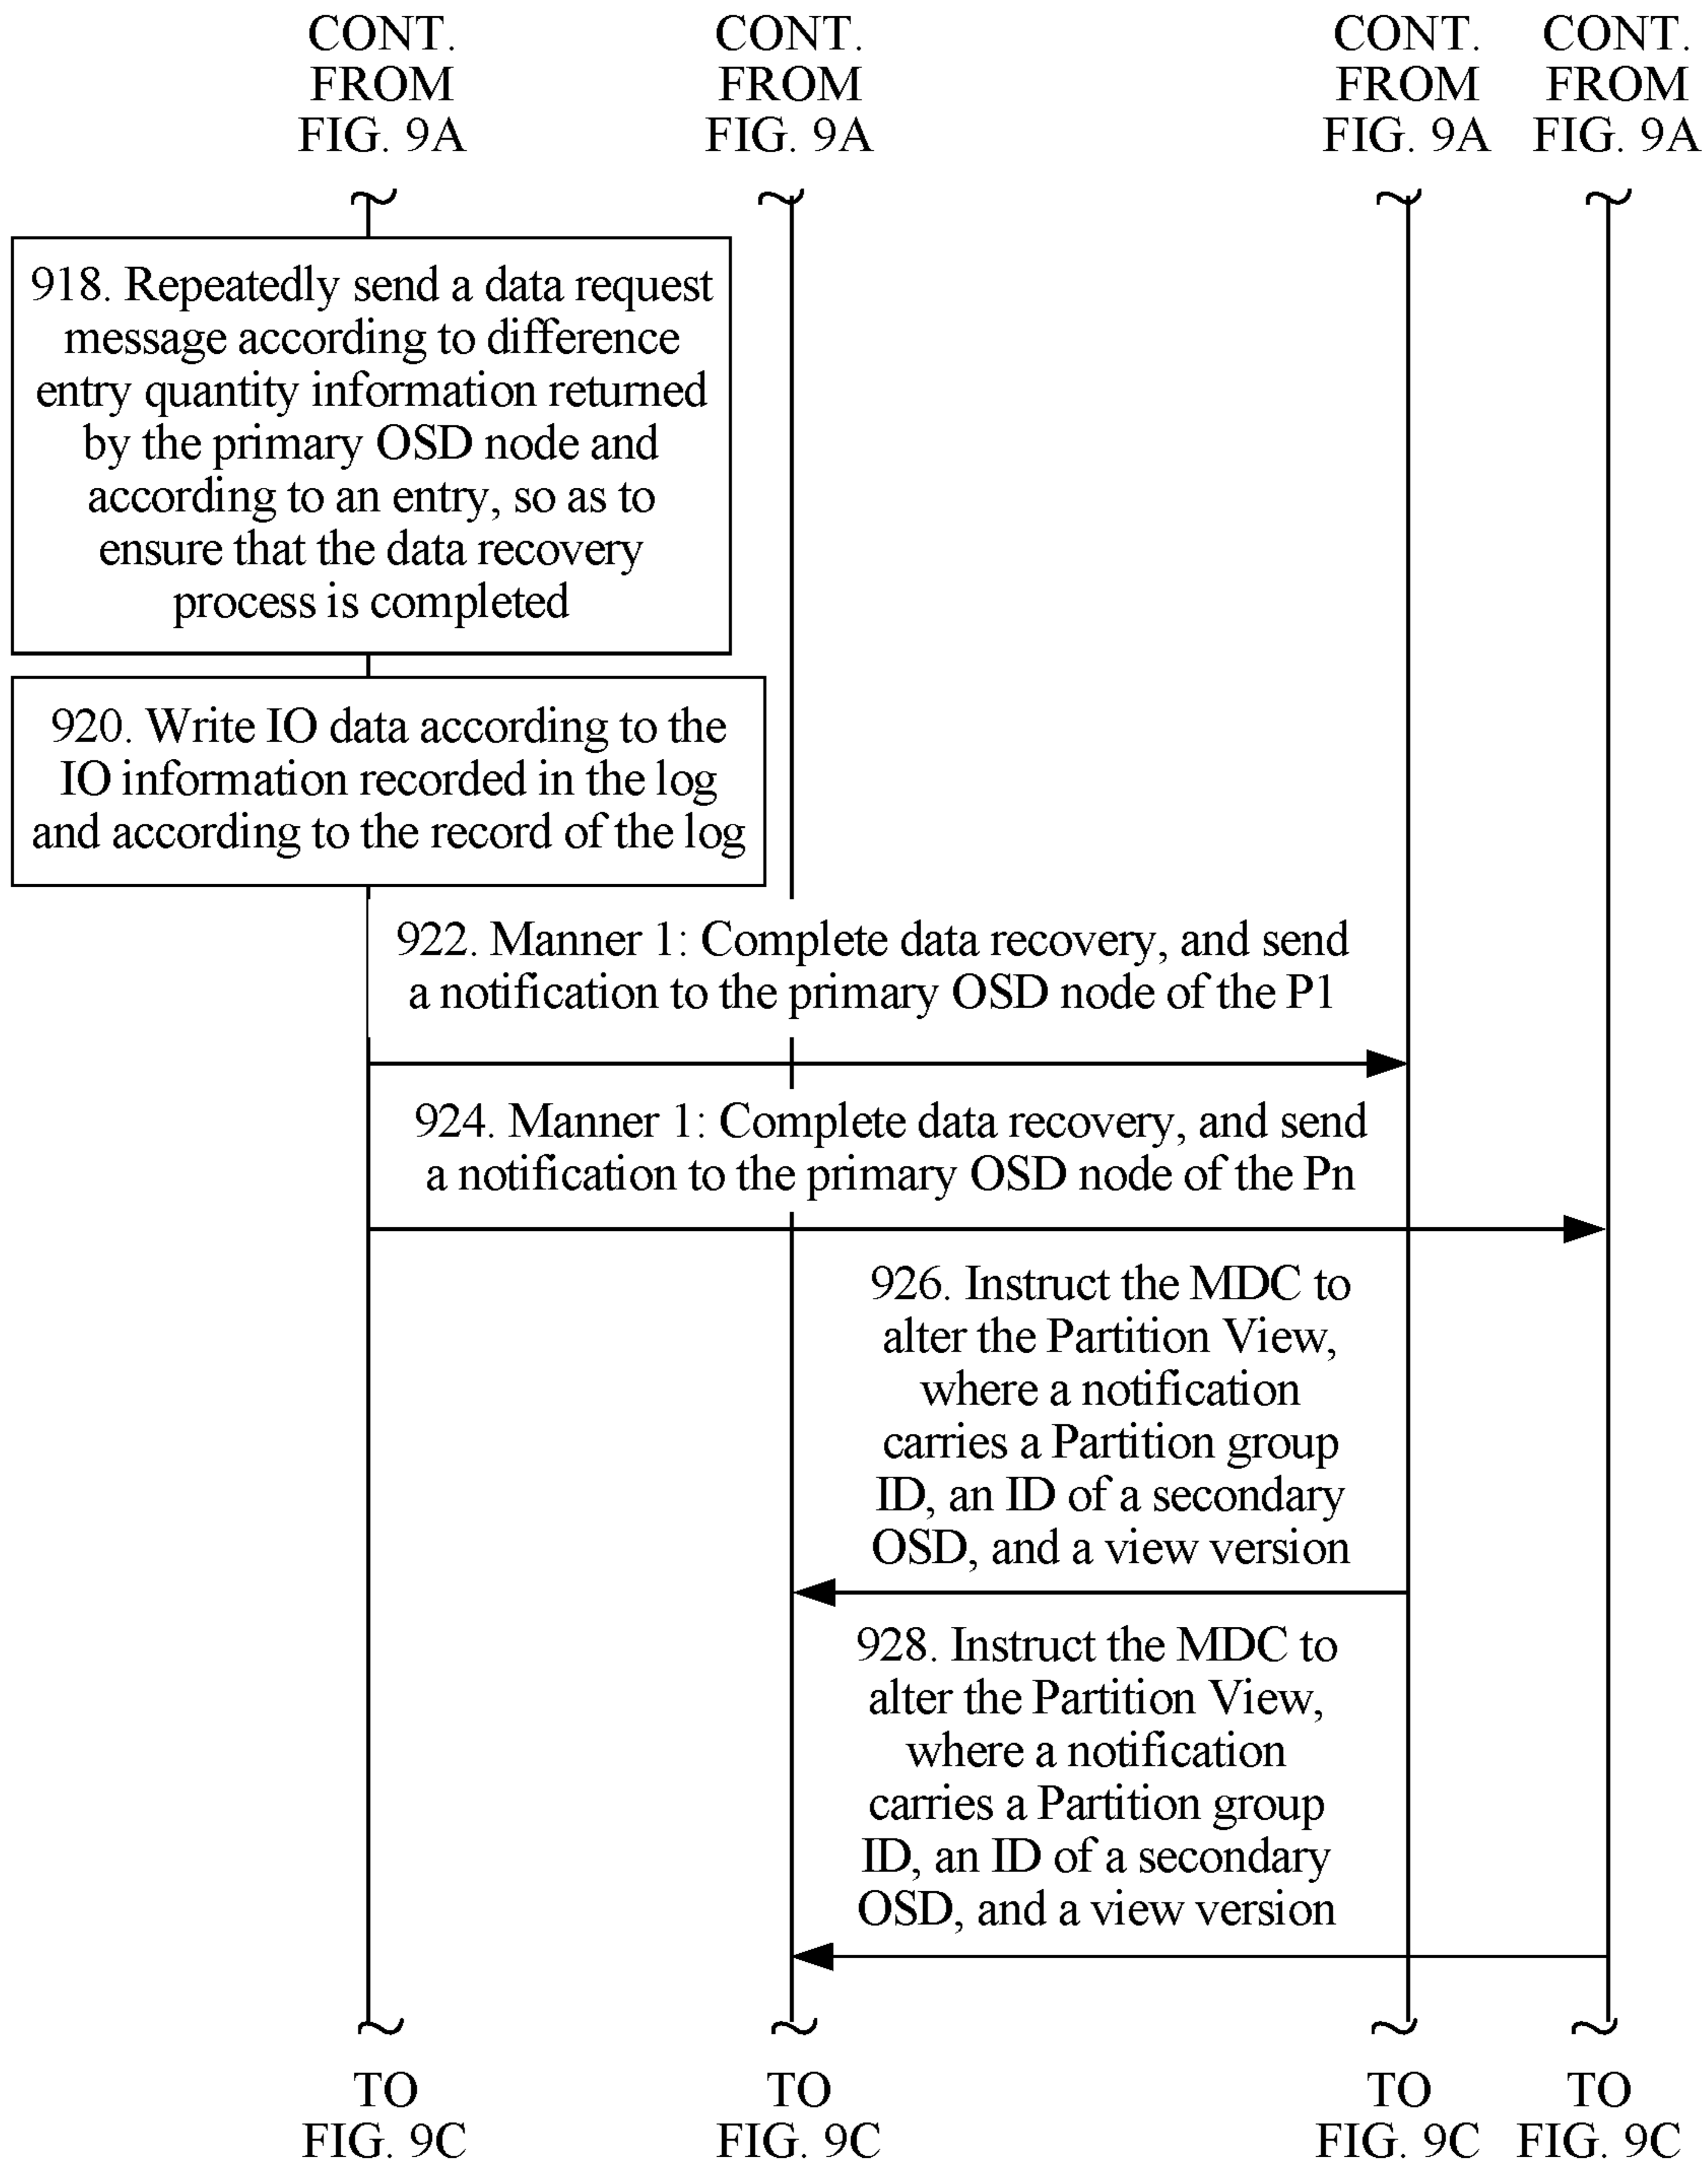 CONT.
FROM
FIG. 9A
CONT.
FROM
FIG. 9A
CONT.
FROM
FIG. 9A
CONT.
FROM
FIG. 9A
918. Repeatedly send a data request
message according to difference
entry quantity information returned
by the primary OSD node and
according to an entry, so as to
ensure that the data recovery
process is completed
920. Write IO data according to the
IO information recorded in the log
and according to the record of the log
922. Manner 1: Complete data recovery, and send
a notification to the primary OSD node of the P1
924. Manner 1: Complete data recovery, and send
a notification to the primary OSD node of the Pn
926. Instruct the MDC to
alter the Partition View,
where a notification
carries a Partition group
ID, an ID of a secondary
OSD, and a view version
928. Instruct the MDC to
alter the Partition View,
where a notification
carries a Partition group
ID, an ID of a secondary
OSD, and a view version
TO
FIG. 9C
TO
FIG. 9C
TO
FIG. 9C
TO
FIG. 9C